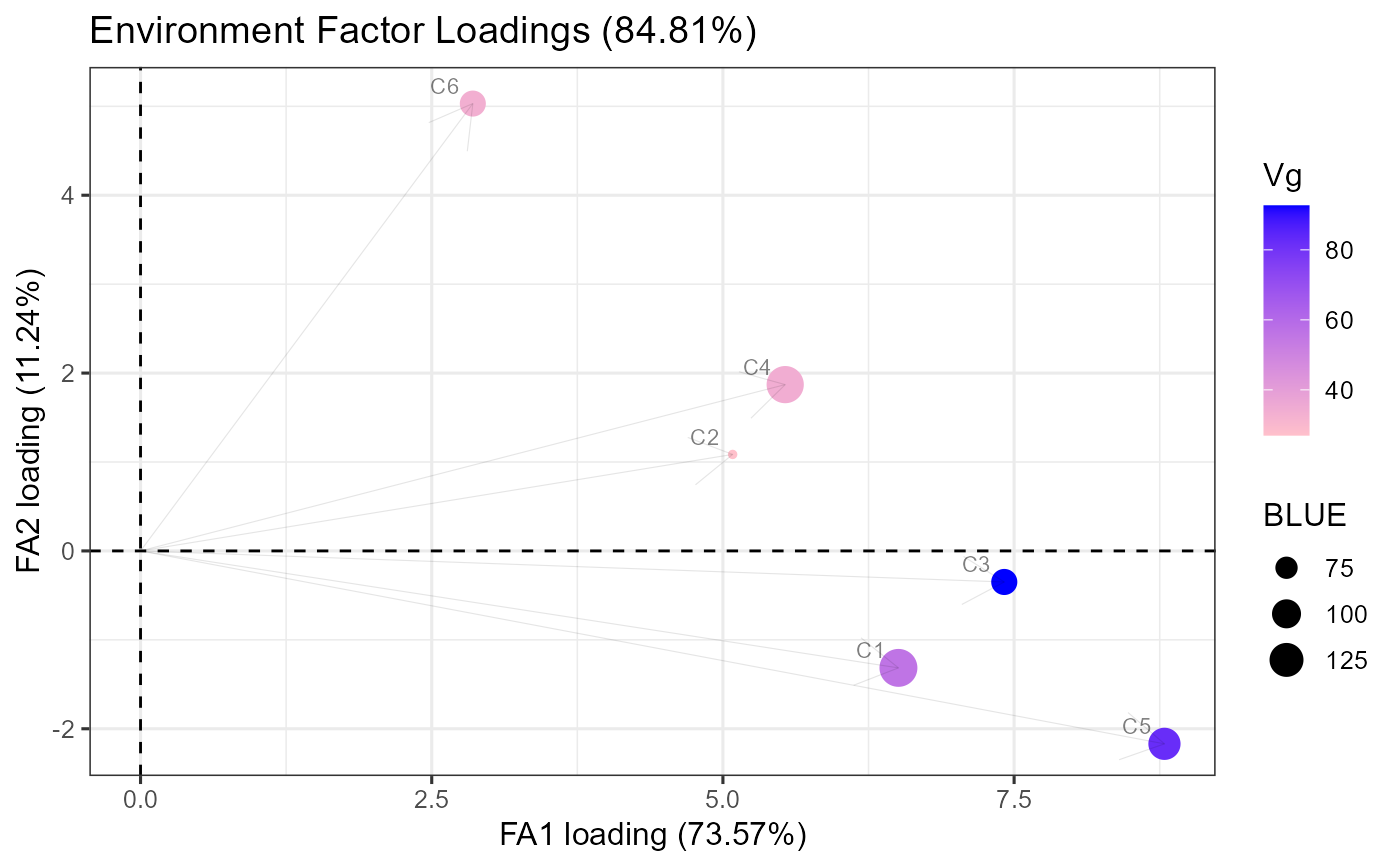 Environment Factor Loadings (84.81%)
C6
C4
C2
C3
C1
C5
4
2
0
-2
FA2 loading (11.24%)
0.0 2.5 5.0 7.5
FA1 loading (73.57%)
Vg
80
60
40
BLUE
75
100
125